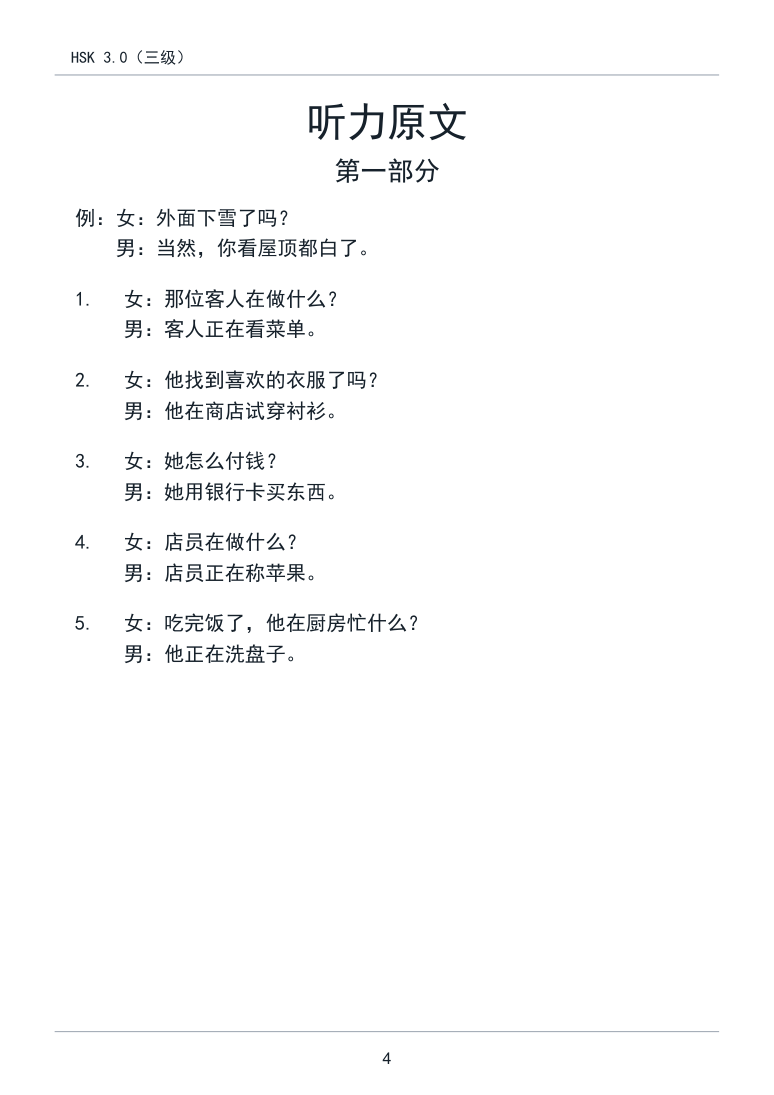 HSK 3.0（三级）
听力原文
第一部分
例：女：外面下雪了吗？
男：当然，你看屋顶都白了。
1. 女：那位客人在做什么？
男：客人正在看菜单。
2. 女：他找到喜欢的衣服了吗？
男：他在商店试穿衬衫。
3. 女：她怎么付钱？
男：她用银行卡买东西。
4. 女：店员在做什么？
男：店员正在称苹果。
5. 女：吃完饭了，他在厨房忙什么？
男：他正在洗盘子。
4